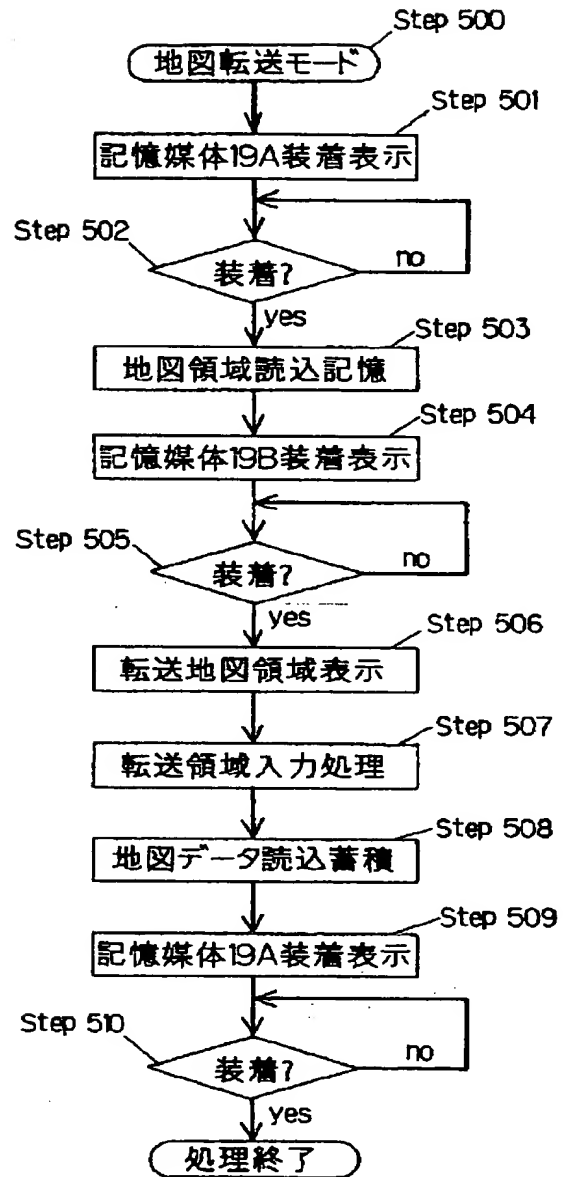 Step 500
地図転送モード
Step 501
記憶媒体19A装着表示
Step 502
装着?
no
yes
Step 503
地図領域読込記憶
Step 504
記憶媒体19B装着表示
Step 505
装着?
no
yes
Step 506
転送地図領域表示
Step 507
転送領域入力処理
Step 508
地図データ読込蓄積
Step 509
記憶媒体19A装着表示
Step 510
装着?
no
yes
処理終了